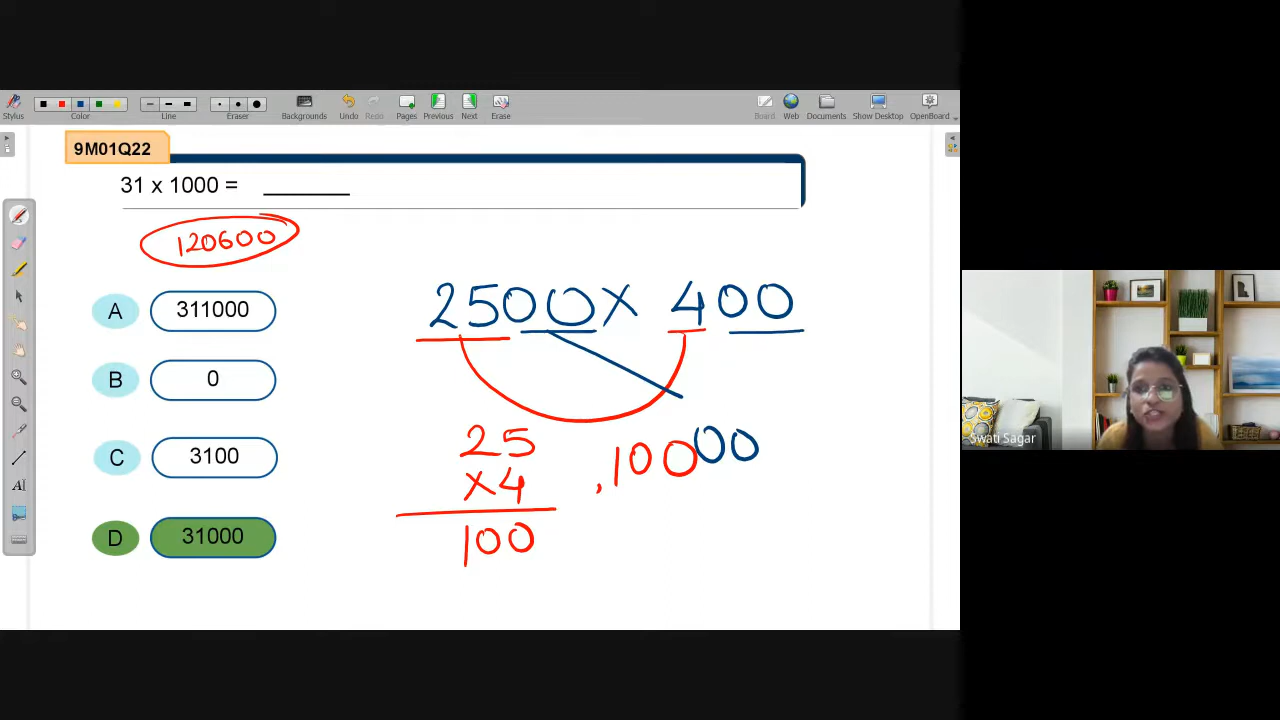 Stylus Color Line Eraser Backgrounds Undo Redo Pages Previous Next Erase Board Web Documents Show Desktop OpenBoard
9M01Q22
31 x 1000 = _______
120600
A 311000
B 0
C 3100
D 31000
2500 x 400
25
x4
100
,10000
Swati Sagar